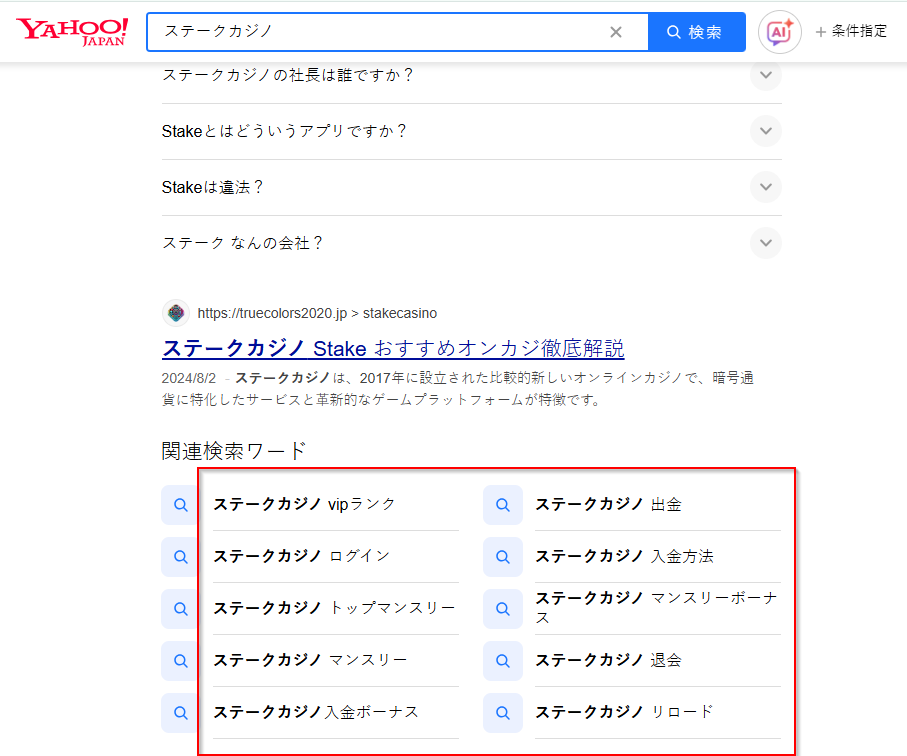 YAHOO!
JAPAN
ステークカジノ
検索
AI
条件指定
ステークカジノの社長は誰ですか？
Stakeとはどういうアプリですか？
Stakeは違法？
ステーク なんの会社？
https://truecolors2020.jp > stakecasino
ステークカジノ Stake おすすめオンカジ徹底解説
2024/8/2 - ステークカジノは、2017年に設立された比較的新しいオンラインカジノで、暗号通
貨に特化したサービスと革新的なゲームプラットフォームが特徴です。
関連検索ワード
ステークカジノ vipランク
ステークカジノ 出金
ステークカジノ ログイン
ステークカジノ 入金方法
ステークカジノ トップマンスリー
ステークカジノ マンスリーボーナ
ス
ステークカジノ マンスリー
ステークカジノ 退会
ステークカジノ入金ボーナス
ステークカジノ リロード